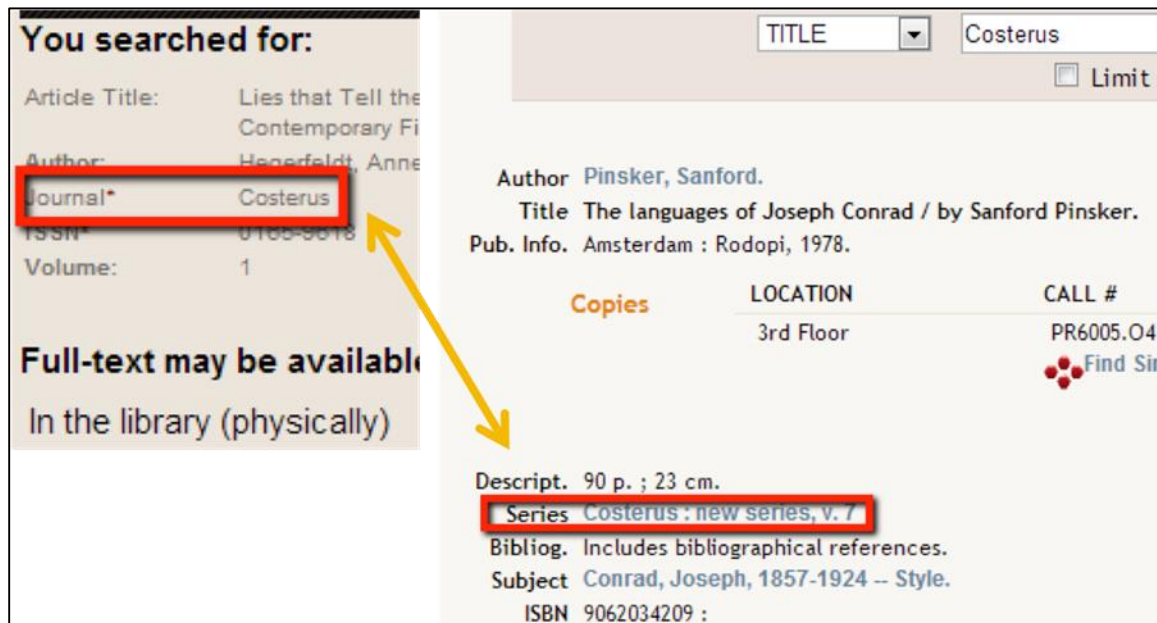 You searched for:
Article Title: Lies that Tell the
Contemporary Fi
Author: Hegerfeldt, Anne
Journal* Costerus
ISSN* 0165-9618
Volume: 1
Full-text may be available
In the library (physically)
TITLE Costerus
Limit
Author Pinsker, Sanford.
Title The languages of Joseph Conrad / by Sanford Pinsker.
Pub. Info. Amsterdam : Rodopi, 1978.
Copies LOCATION CALL #
3rd Floor PR6005.O4
Find Sim
Descript. 90 p. ; 23 cm.
Series Costerus : new series, v. 7
Bibliog. Includes bibliographical references.
Subject Conrad, Joseph, 1857-1924 -- Style.
ISBN 9062034209 :